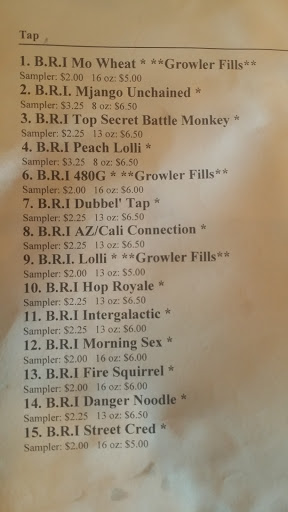 Tap
1. B.R.I Mo Wheat * **Growler Fills**
Sampler: $2.00 16 oz: $5.00
2. B.R.I. Mjango Unchained *
Sampler: $3.25 8 oz: $6.50
3. B.R.I Top Secret Battle Monkey *
Sampler: $2.25 13 oz: $6.50
4. B.R.I Peach Lolli *
Sampler: $3.25 8 oz: $6.50
6. B.R.I 480G * **Growler Fills**
Sampler: $2.00 16 oz: $6.00
7. B.R.I Dubbel' Tap *
Sampler: $2.25 13 oz: $6.50
8. B.R.I AZ/Cali Connection *
Sampler: $2.25 13 oz: $6.50
9. B.R.I. Lolli * **Growler Fills**
Sampler: $2.00 13 oz: $5.00
10. B.R.I Hop Royale *
Sampler: $2.25 13 oz: $6.50
11. B.R.I Intergalactic *
Sampler: $2.25 13 oz: $6.00
12. B.R.I Morning Sex *
Sampler: $2.00 16 oz: $6.00
13. B.R.I Fire Squirrel *
Sampler: $2.00 16 oz: $6.00
14. B.R.I Danger Noodle *
Sampler: $2.25 13 oz: $6.50
15. B.R.I Street Cred *
Sampler: $2.00 16 oz: $5.00